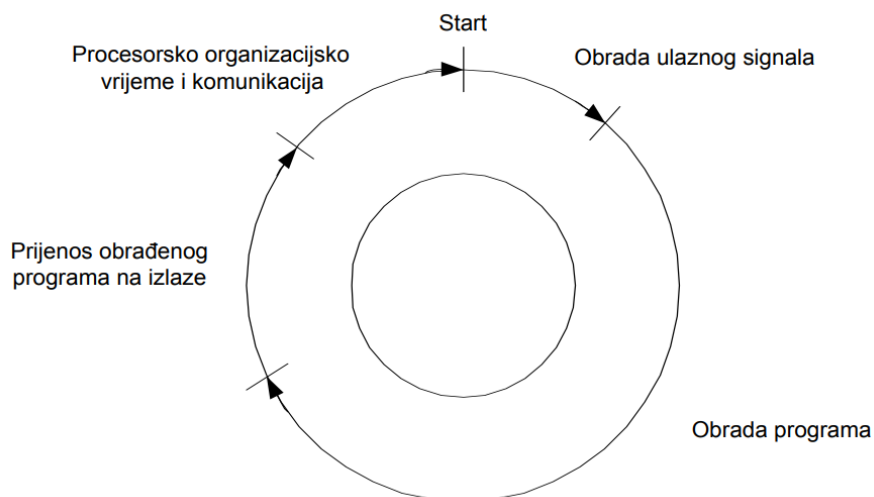 Start
Obrada ulaznog signala
Obrada programa
Prijenos obrađenog
programa na izlaze
Procesorsko organizacijsko
vrijeme i komunikacija